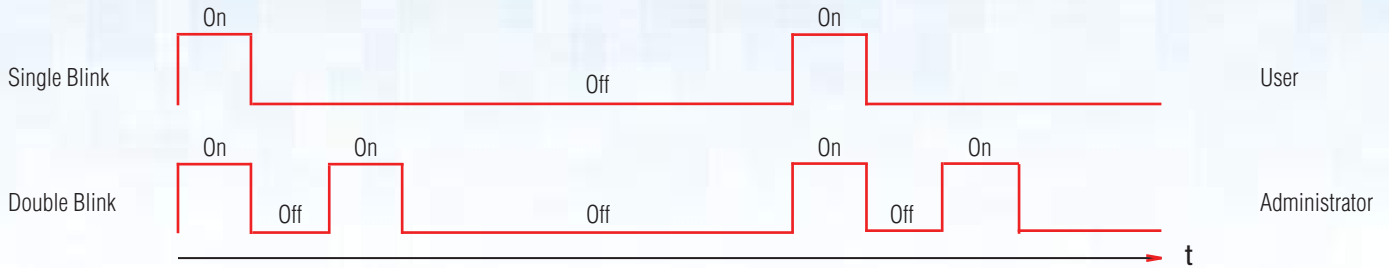 On On
Single Blink Off User
On On On On
Double Blink Off Off Off Administrator
t